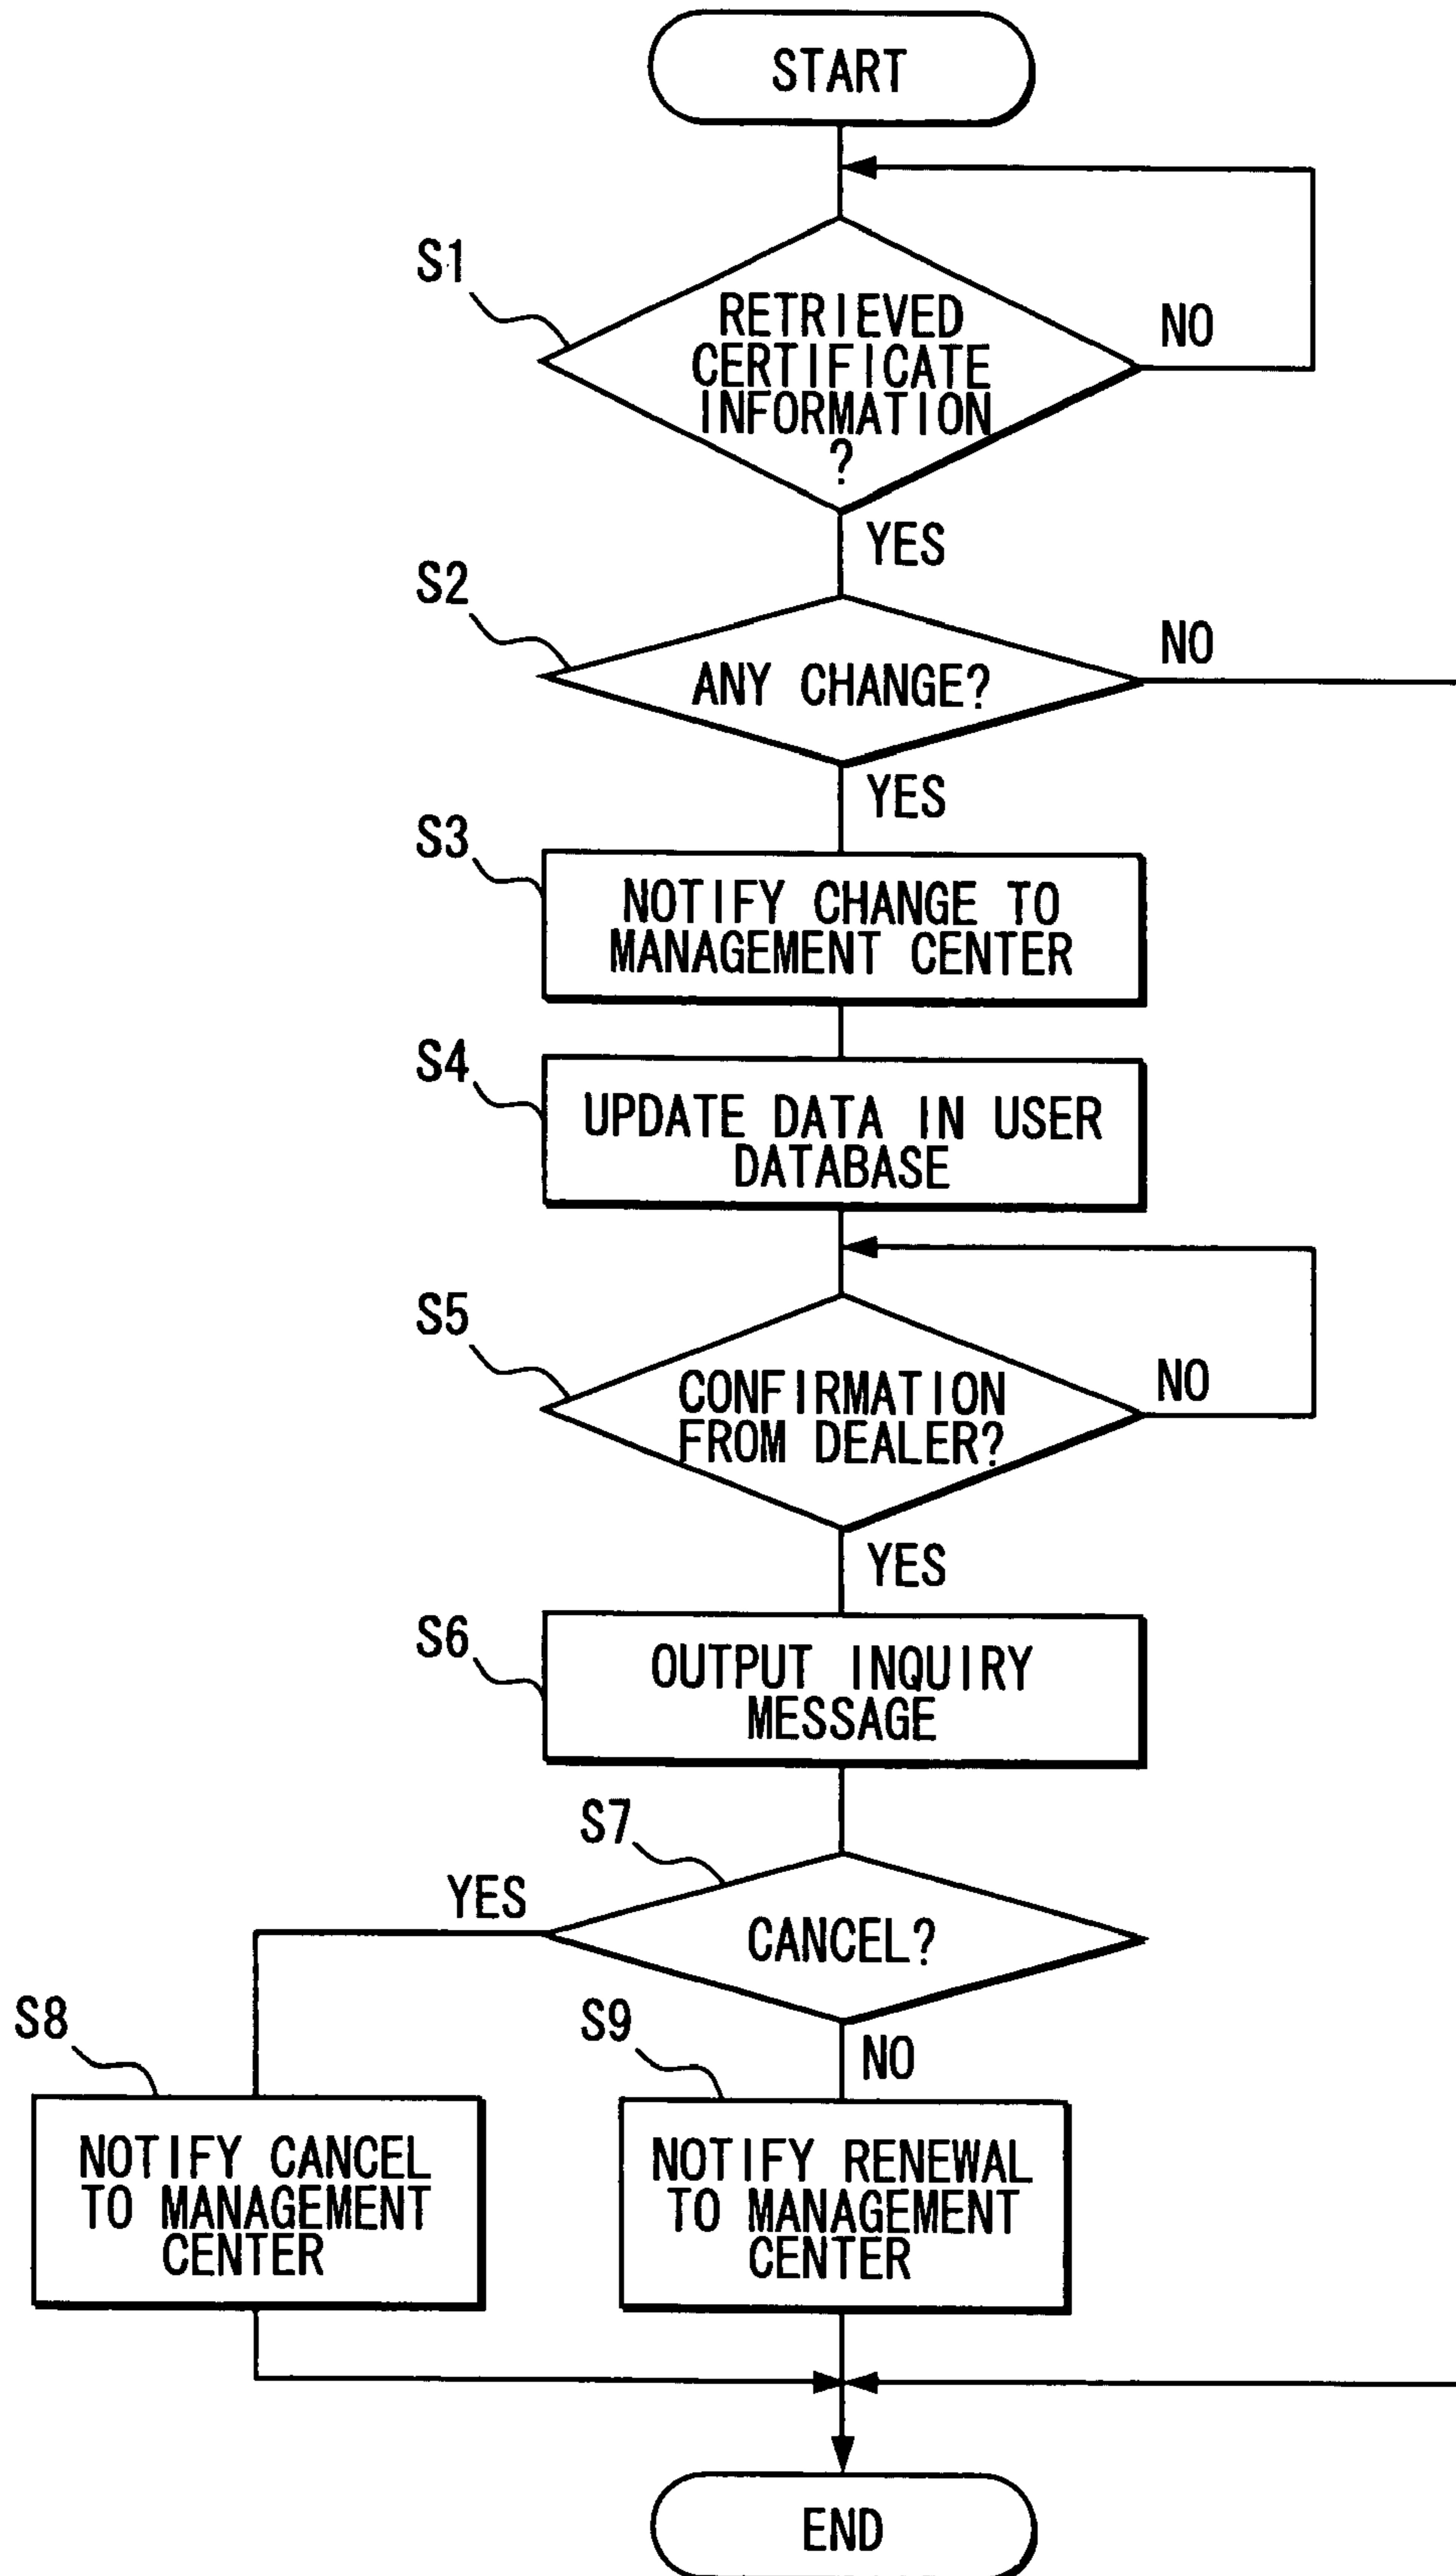 START
S1
RETRIEVED
CERTIFICATE
INFORMATION
?
NO
YES
S2
ANY CHANGE?
NO
YES
S3
NOTIFY CHANGE TO
MANAGEMENT CENTER
S4
UPDATE DATA IN USER
DATABASE
S5
CONFIRMATION
FROM DEALER?
NO
YES
S6
OUTPUT INQUIRY
MESSAGE
S7
YES
CANCEL?
S8
S9
NO
NOTIFY CANCEL
TO MANAGEMENT
CENTER
NOTIFY RENEWAL
TO MANAGEMENT
CENTER
END